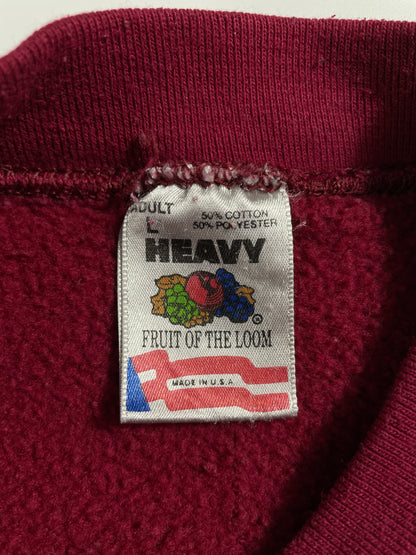 ADULT 50% COTTON
L 50% POLYESTER
HEAVY
®
FRUIT OF THE LOOM
MADE IN U.S.A